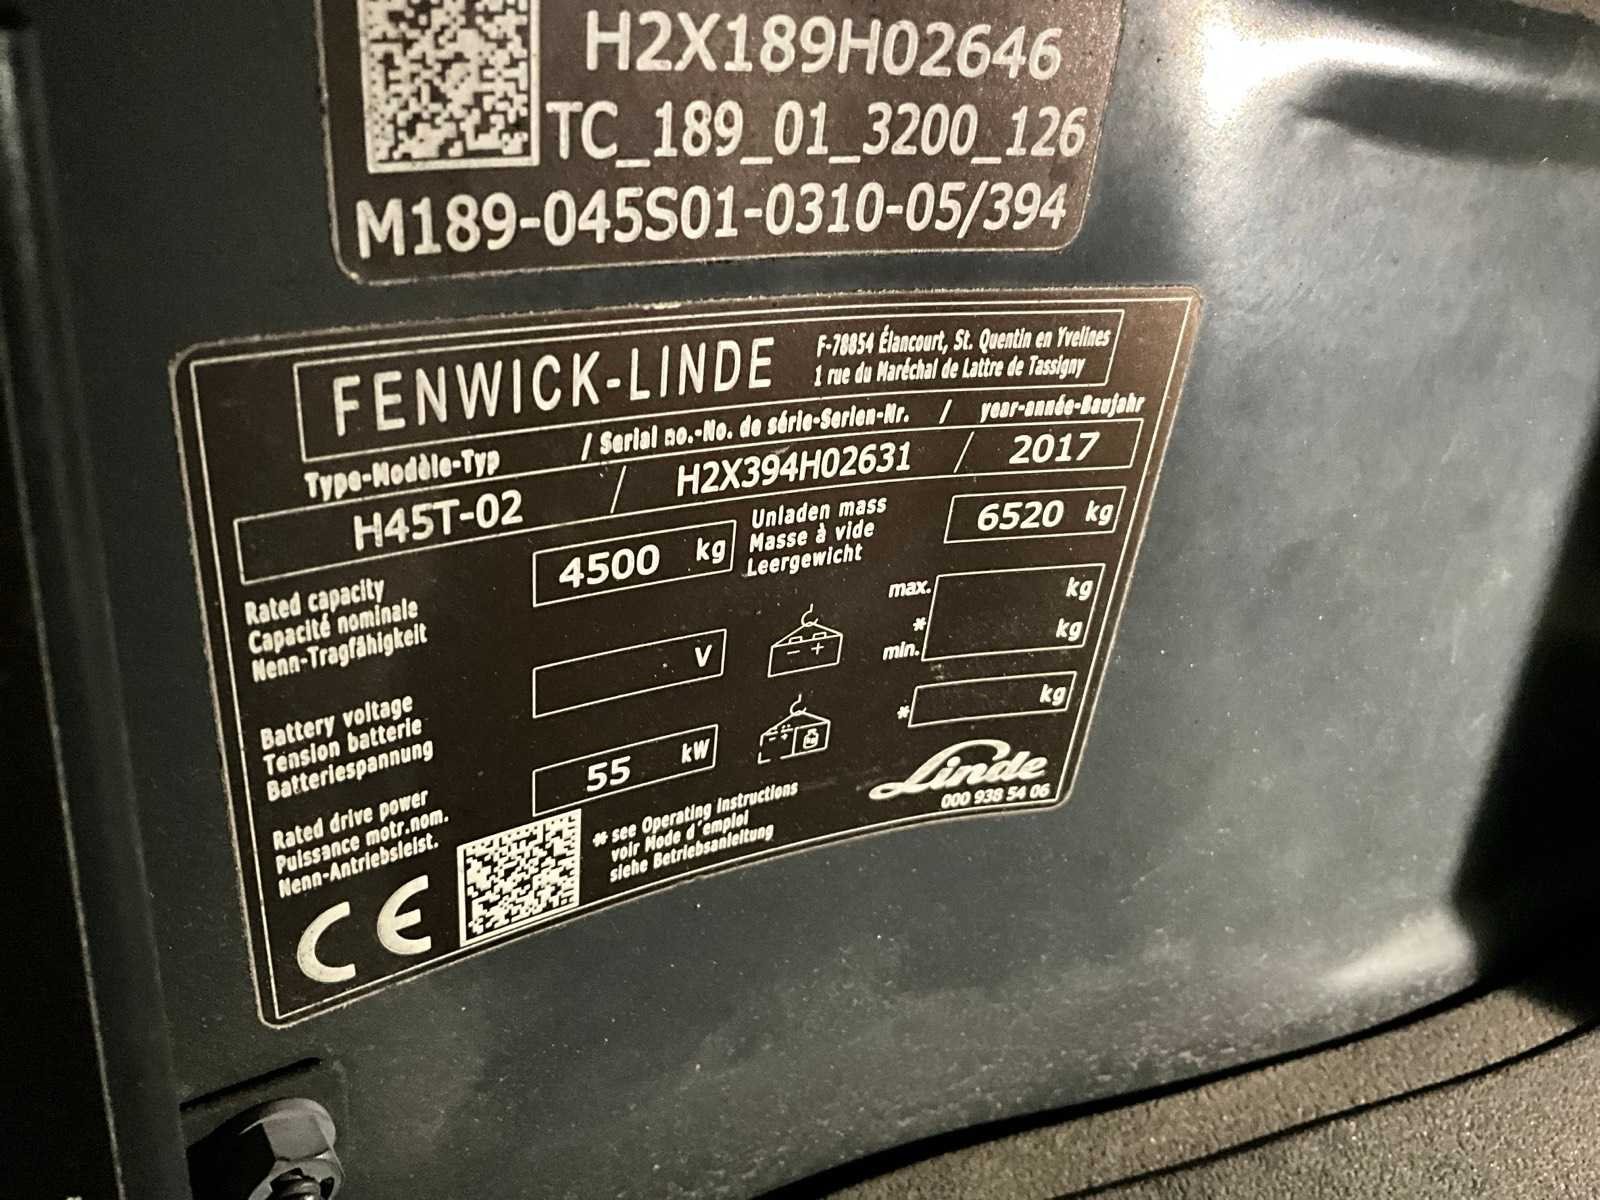 H2X189H02646
TC_189_01_3200_126
M189-045S01-0310-05/394
FENWICK-LINDE
F-78854 Élancourt, St. Quentin en Yvelines
1 rue du Maréchal de Lattre de Tassigny
Type-Modèle-Typ / Serial no.-No. de série-Serien-Nr. / year-année-Baujahr
H45T-02 / H2X394H02631 / 2017
Rated capacity
Capacité nominale
Nenn-Tragfähigkeit
4500 kg
Unladen mass
Masse à vide
Leergewicht
6520 kg
Battery voltage
Tension batterie
Batteriespannung
V
- +
max. kg
*
min. kg
Rated drive power
Puissance motr.nom.
Nenn-Antriebsleist.
55 kW
* kg
CE
* see Operating Instructions
voir Mode d'emploi
siehe Betriebsanleitung
Linde
000 938 54 06